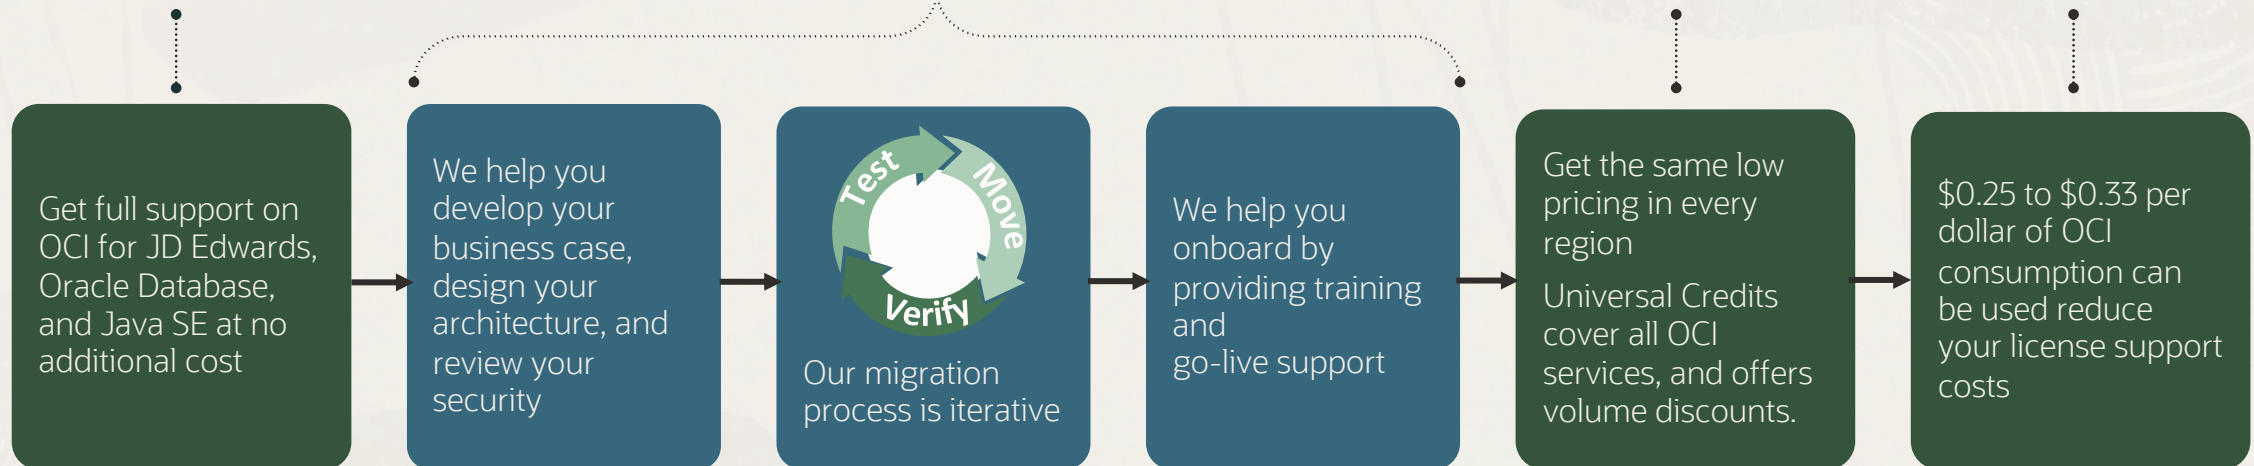 Get full support on
OCI for JD Edwards,
Oracle Database,
and Java SE at no
additional cost
We help you
develop your
business case,
design your
architecture, and
review your
security
Test
Move
Verify
Our migration
process is iterative
We help you
onboard by
providing training
and
go-live support
Get the same low
pricing in every
region
Universal Credits
cover all OCI
services, and offers
volume discounts.
$0.25 to $0.33 per
dollar of OCI
consumption can
be used reduce
your license support
costs